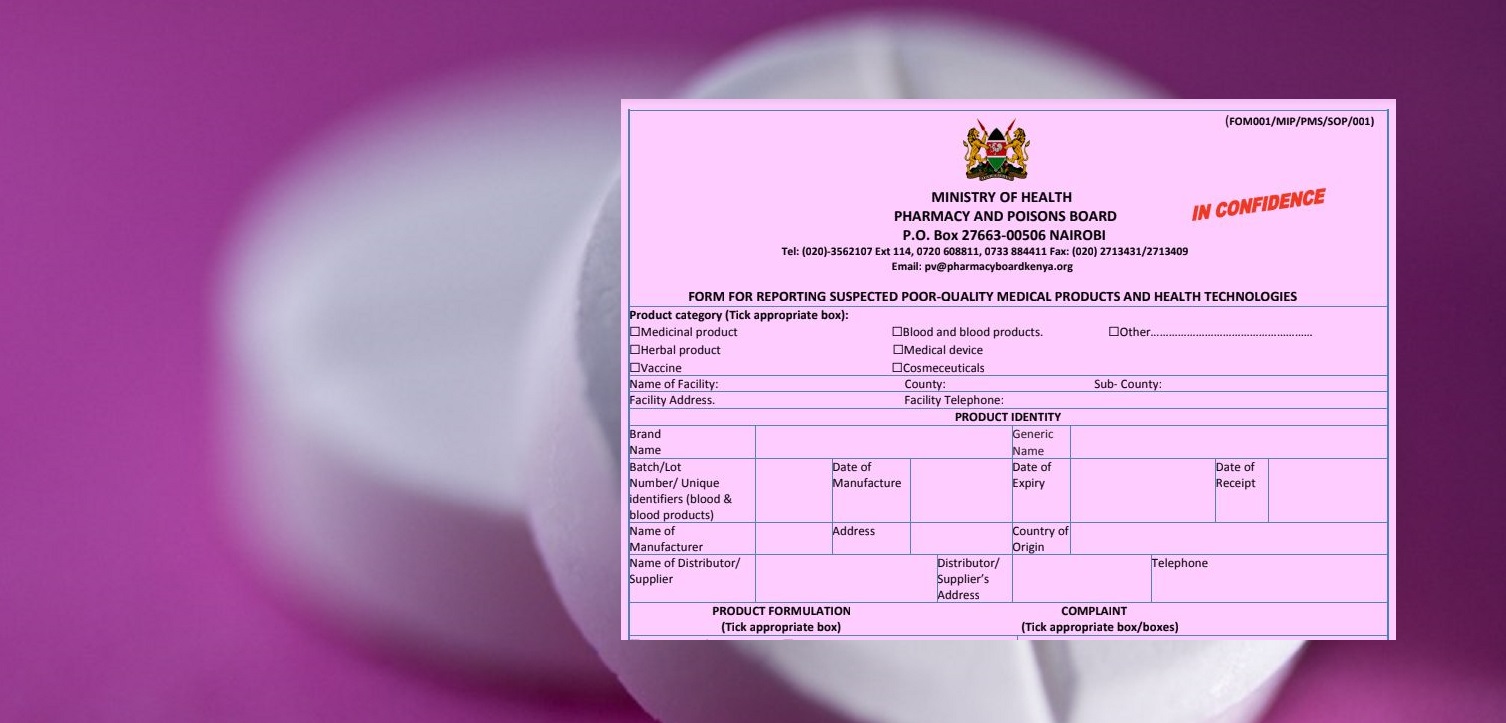 (FOM001/MIP/PMS/SOP/001)
MINISTRY OF HEALTH
IN CONFIDENCE
PHARMACY AND POISONS BOARD
P.O. Box 27663-00506 NAIROBI
Tel: (020)-3562107 Ext 114, 0720 608811, 0733 884411 Fax: (020) 2713431/2713409
Email: pv@pharmacyboardkenya.org
FORM FOR REPORTING SUSPECTED POOR-QUALITY MEDICAL PRODUCTS AND HEALTH TECHNOLOGIES
Product category (Tick appropriate box):
☐Medicinal product ☐Blood and blood products. ☐Other……………………………………………
☐Herbal product ☐Medical device
☐Vaccine ☐Cosmeceuticals
Name of Facility: County: Sub- County:
Facility Address. Facility Telephone:
PRODUCT IDENTITY
Brand Generic
Name Name
Batch/Lot Date of Date of Date of
Number/ Unique Manufacture Expiry Receipt
identifiers (blood &
blood products)
Name of Address Country of
Manufacturer Origin
Name of Distributor/ Distributor/ Telephone
Supplier Supplier’s
Address
PRODUCT FORMULATION COMPLAINT
(Tick appropriate box) (Tick appropriate box/boxes)